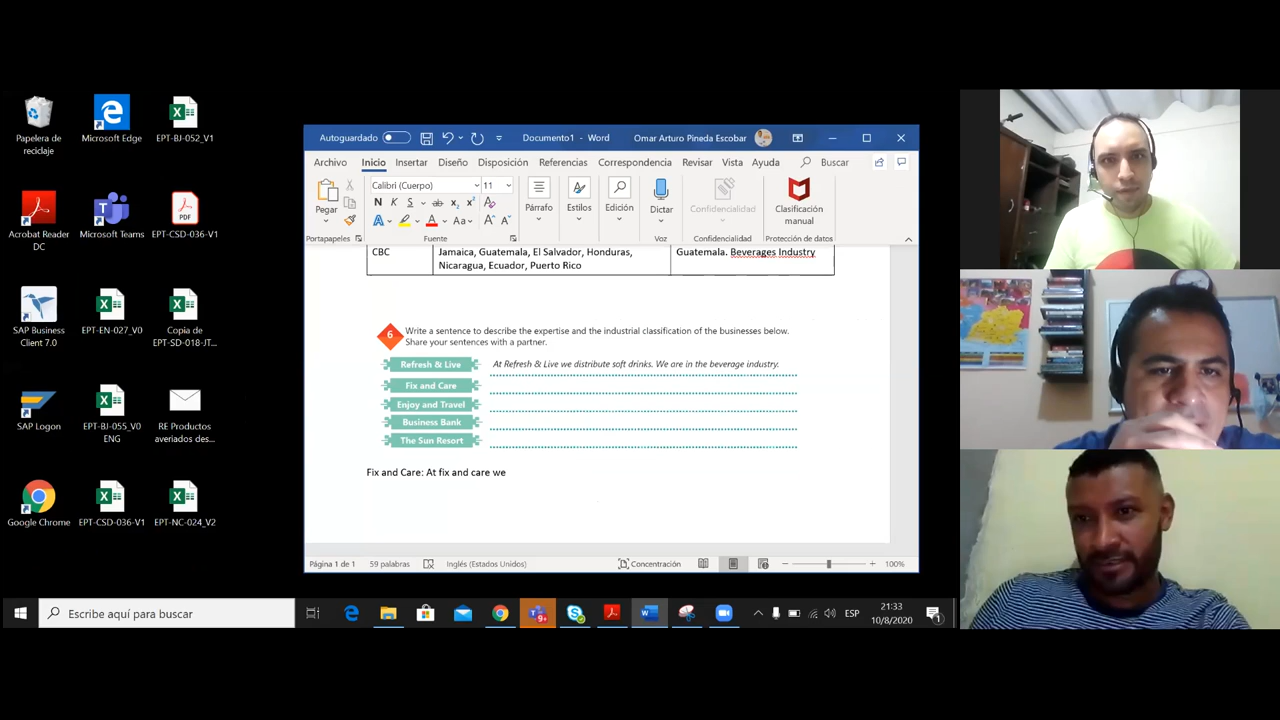 Papelera de
reciclaje
Microsoft Edge
EPT-BJ-052_V1
Acrobat Reader
DC
Microsoft Teams
EPT-CSD-036-V1
SAP Business
Client 7.0
EPT-EN-027_V0
Copia de
EPT-SD-018-JT...
SAP Logon
EPT-BJ-055_V0
ENG
RE Productos
averiados des...
Google Chrome
EPT-CSD-036-V1
EPT-NC-024_V2
Autoguardado
Documento1 - Word
Omar Arturo Pineda Escobar
Archivo Inicio Insertar Diseño Disposición Referencias Correspondencia Revisar Vista Ayuda Buscar
Pegar
Calibri (Cuerpo) 11
N K S ab x₂ x²
A A Aa A A
Párrafo
Estilos
Edición
Dictar
Confidencialidad
Clasificación
manual
Portapapeles Fuente Voz Confidencialidad Protección de datos
CBC
Jamaica, Guatemala, El Salvador, Honduras,
Nicaragua, Ecuador, Puerto Rico
Guatemala. Beverages Industry
6 Write a sentence to describe the expertise and the industrial classification of the businesses below.
Share your sentences with a partner.
Refresh & Live At Refresh & Live we distribute soft drinks. We are in the beverage industry.
Fix and Care
Enjoy and Travel
Business Bank
The Sun Resort
Fix and Care: At fix and care we
Página 1 de 1 59 palabras Inglés (Estados Unidos) Concentración 100%
Escribe aquí para buscar
9+
ESP
21:33
10/8/2020
1